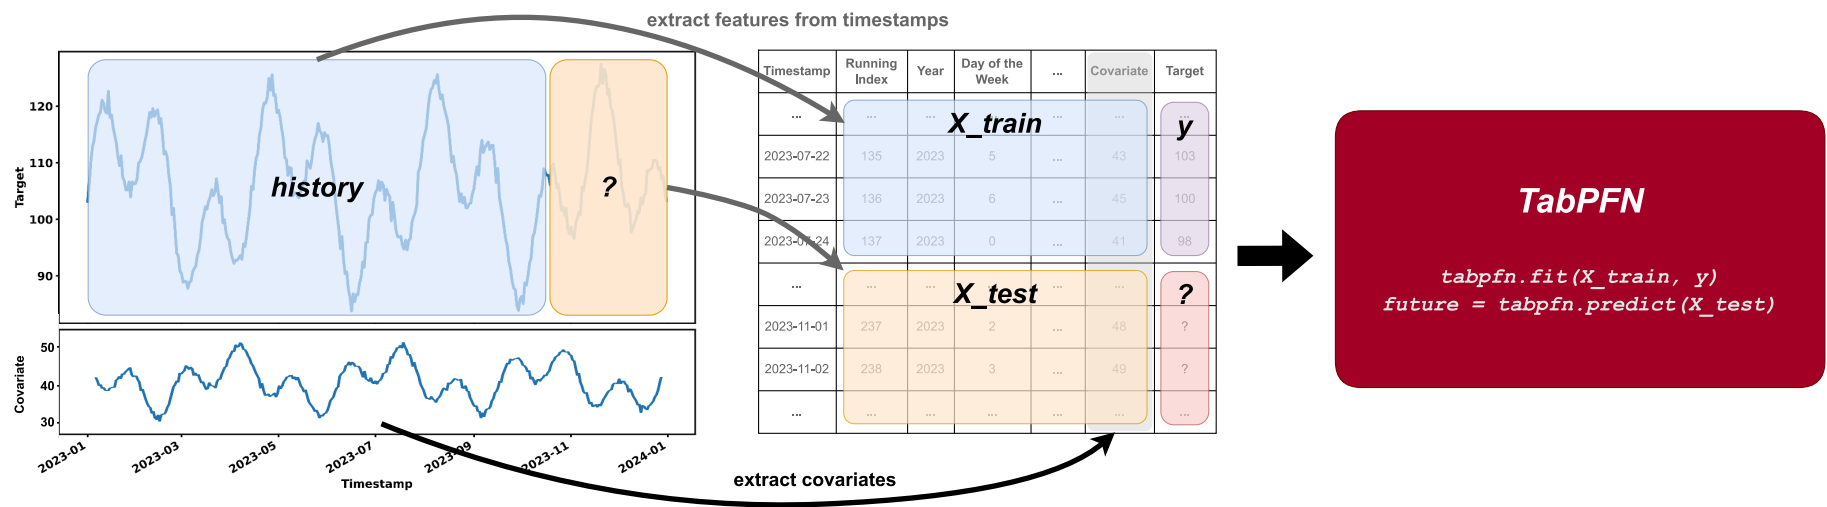 extract features from timestamps
Target
120
110
100
90
history
?
Covariate
50
40
30
2023-01
2023-03
2023-05
2023-07
2023-09
2023-11
2024-01
Timestamp
extract covariates
Timestamp Running Index Year Day of the Week ... Covariate Target
... ... ... ... ... ...
X_train
y
2023-07-22 135 2023 5 ... 43 103
2023-07-23 136 2023 6 ... 45 100
2023-07-24 137 2023 0 ... 41 98
... ... ... ... ...
X_test
?
2023-11-01 237 2023 2 ... 48 ?
2023-11-02 238 2023 3 ... 49 ?
... ... ... ... ... ... ...
TabPFN
tabpfn.fit(X_train, y)
future = tabpfn.predict(X_test)